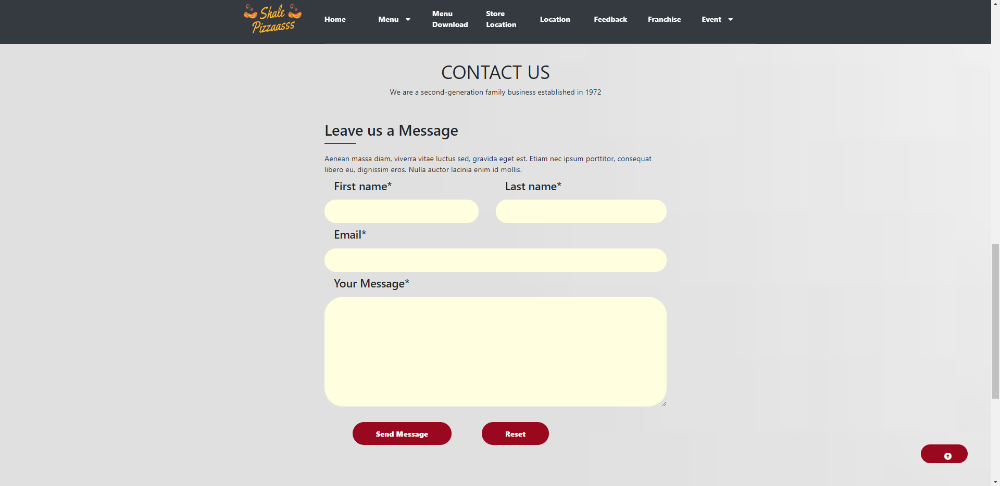 Shale
Pizzaasss
Home
Menu
Menu
Download
Store
Location
Location
Feedback
Franchise
Event
CONTACT US
We are a second-generation family business established in 1972
Leave us a Message
Aenean massa diam, viverra vitae luctus sed, gravida eget est. Etiam nec ipsum porttitor, consequat
libero eu, dignissim eros. Nulla auctor lacinia enim id mollis.
First name*
Last name*
Email*
Your Message*
Send Message
Reset